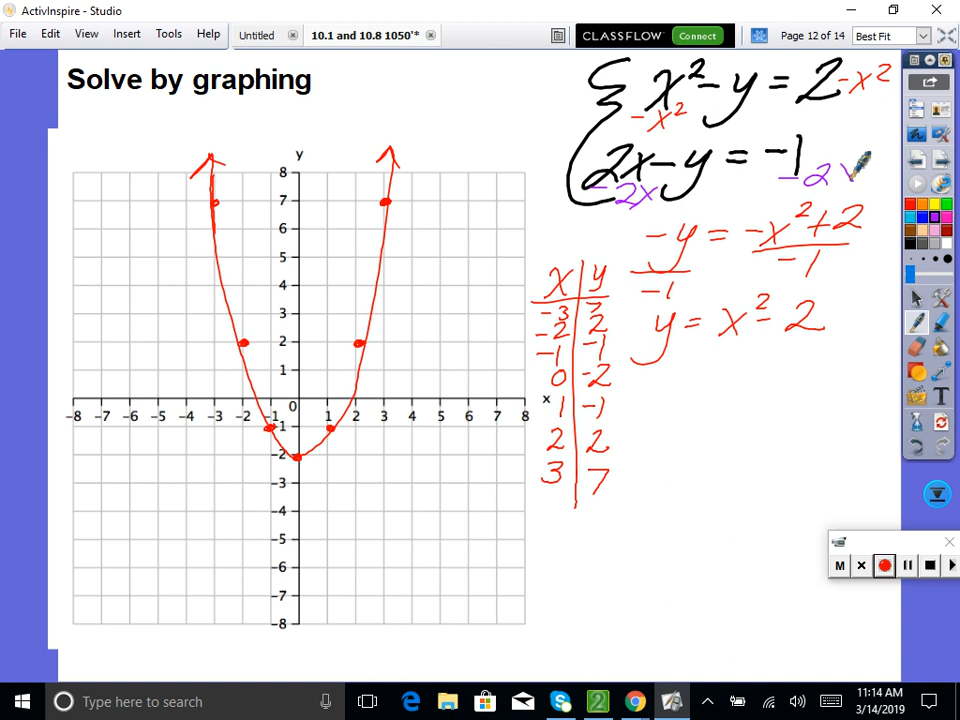 ActivInspire - Studio
File Edit View Insert Tools Help
Untitled
10.1 and 10.8 1050'*
CLASSFLOW Connect
Page 12 of 14
Best Fit
Solve by graphing
x² - y = 2 - x²
- x²
2x - y = -1
- 2x - 2x
-y = -x² + 2
-1 -1
y = x² - 2
x y
-3 7
-2 2
-1 -1
0 -2
1 -1
2 2
3 7
y
8
7
6
5
4
3
2
1
-8 -7 -6 -5 -4 -3 -2 -1 0 1 2 3 4 5 6 7 8 x
-1
-2
-3
-4
-5
-6
-7
-8
M
Type here to search
11:14 AM
3/14/2019